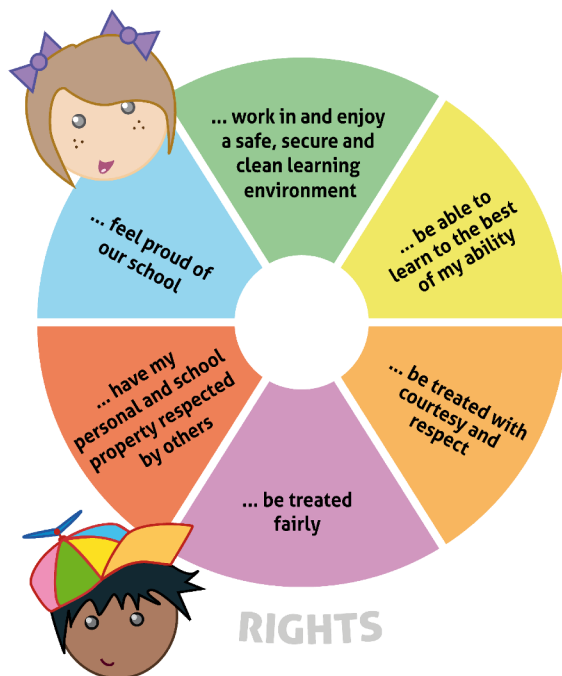 ... work in and enjoy
a safe, secure and
clean learning
environment
... be able to
learn to the best
of my ability
... be treated with
courtesy and
respect
... be treated
fairly
... have my
personal and school
property respected
by others
... feel proud of
our school
RIGHTS